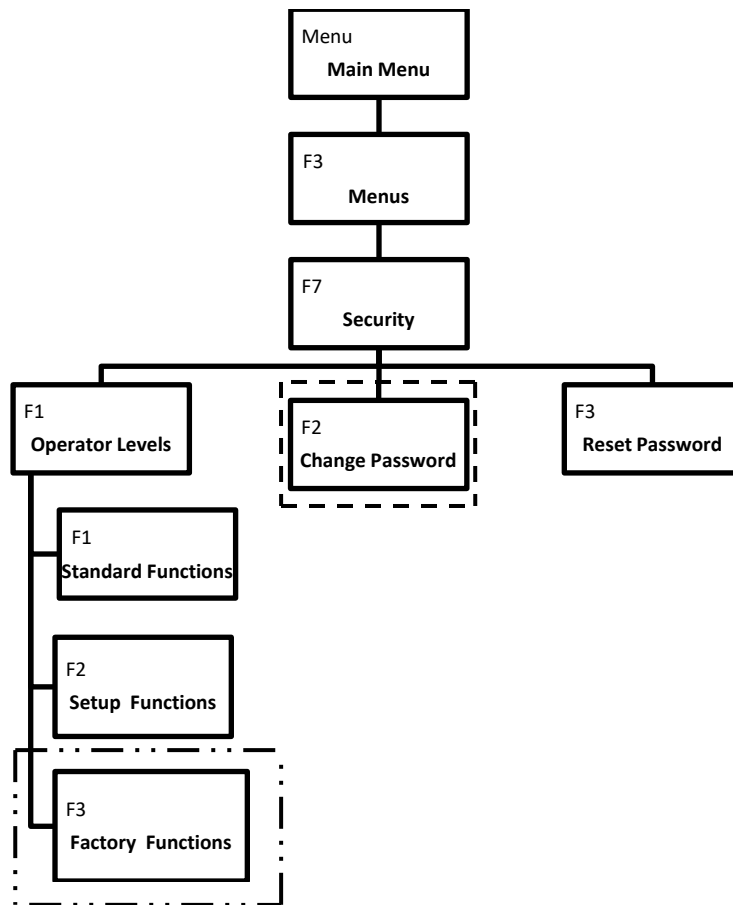 Menu
Main Menu
F3
Menus
F7
Security
F1
Operator Levels
F2
Change Password
F3
Reset Password
F1
Standard Functions
F2
Setup  Functions
F3
Factory  Functions